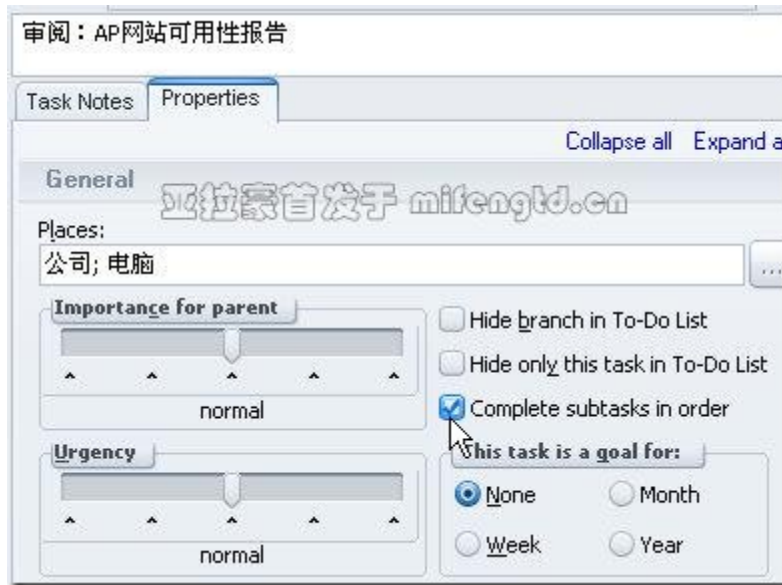 审阅：AP网站可用性报告
Task Notes Properties
Collapse all Expand a
General
亚拉豪首发于 mifengtd.cn
Places:
公司; 电脑 ...
Importance for parent
normal
Hide branch in To-Do List
Hide only this task in To-Do List
Complete subtasks in order
Urgency
normal
This task is a goal for:
None Month
Week Year